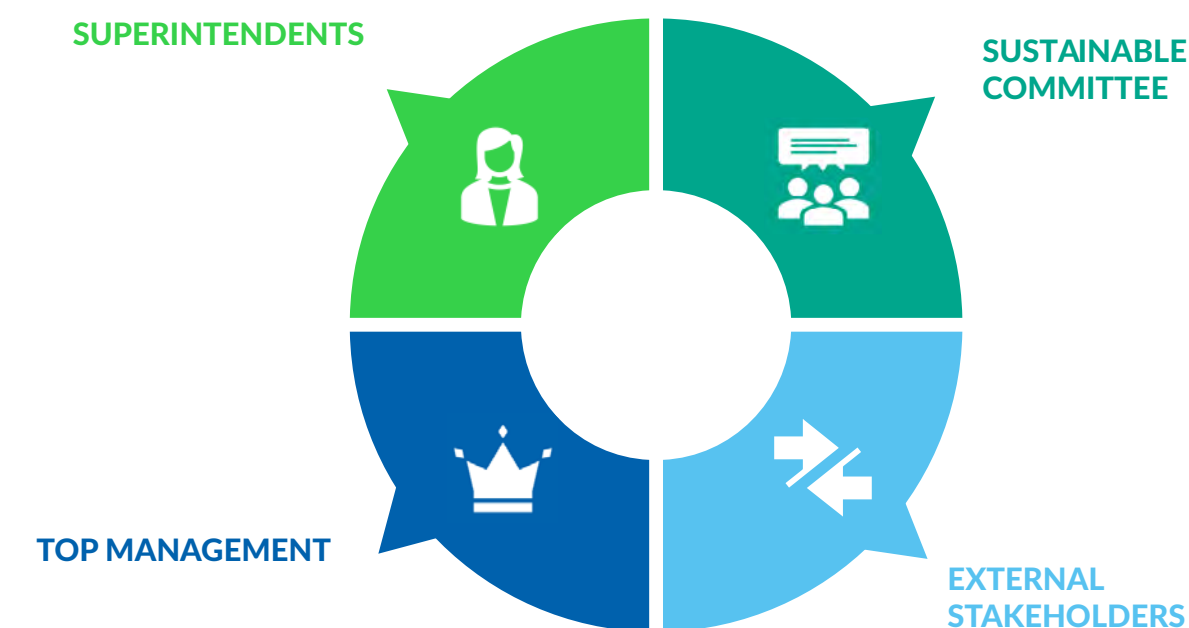 SUPERINTENDENTS
SUSTAINABLE
COMMITTEE
TOP MANAGEMENT
EXTERNAL
STAKEHOLDERS